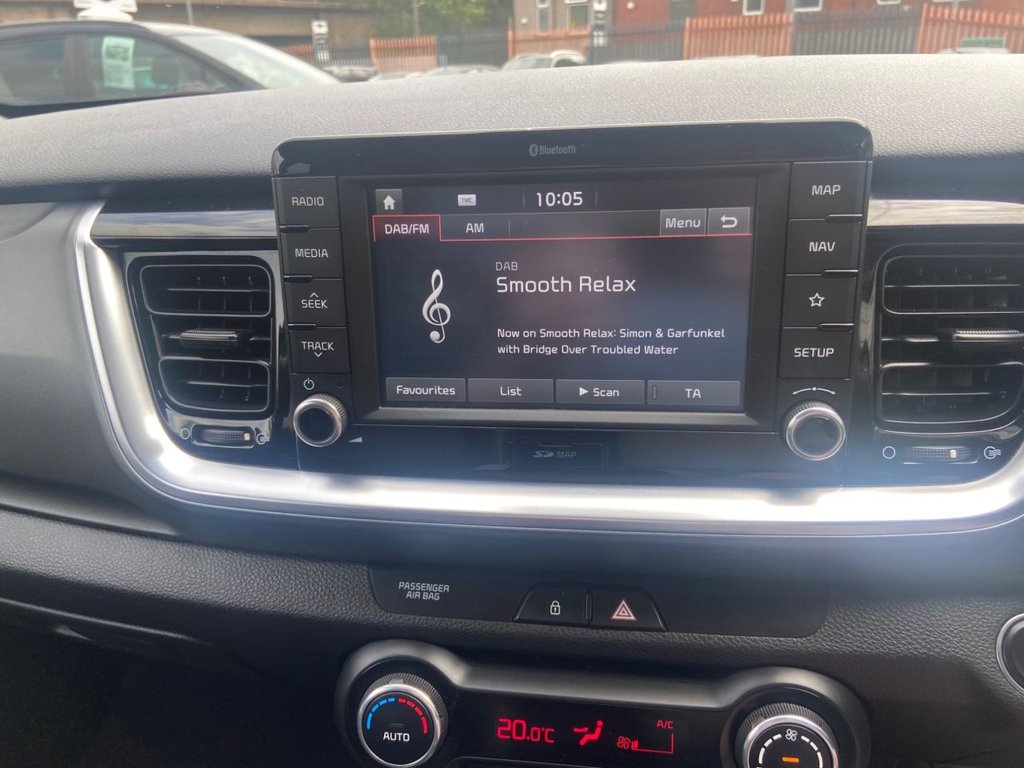 Bluetooth
RADIO
MEDIA
SEEK
TRACK
TMC
10:05
DAB/FM
AM
Menu
DAB
Smooth Relax
Now on Smooth Relax: Simon & Garfunkel
with Bridge Over Troubled Water
Favourites
List
Scan
TA
MAP
NAV
SETUP
SD MAP
PASSENGER
AIR BAG
AUTO
20.0°C
A/C